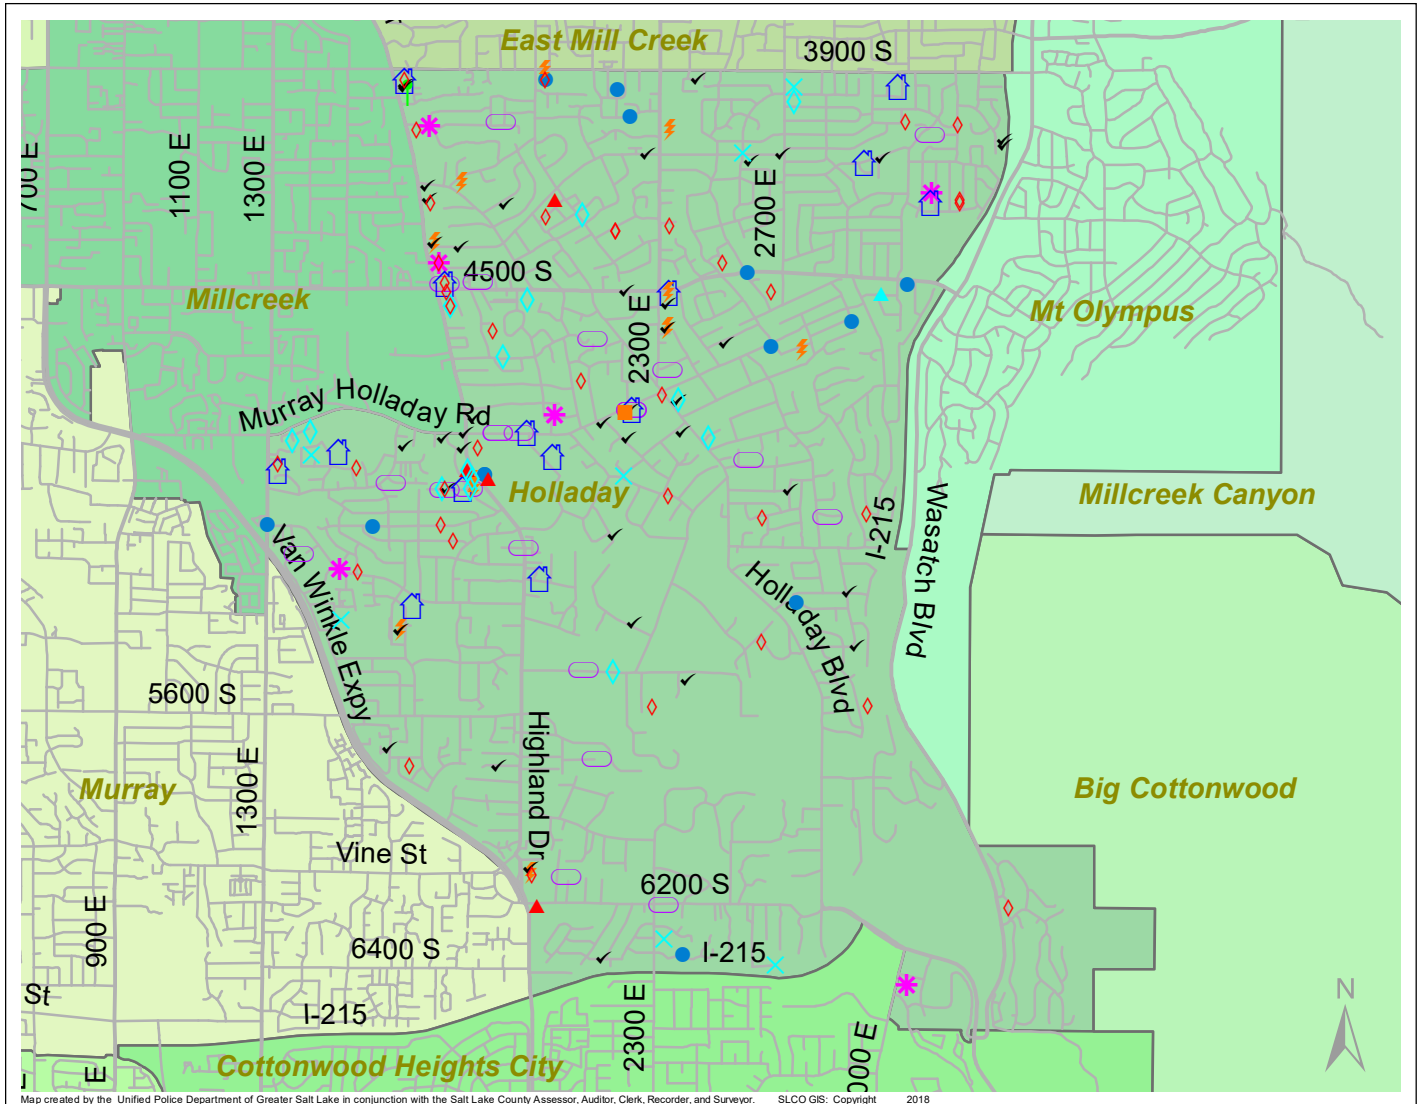 East Mill Creek
3900 S
700 E
1100 E
1300 E
2700 E
4500 S
Millcreek
2300 E
Mt Olympus
Murray Holladay Rd
Holladay
Millcreek Canyon
I-215
Wasatch Blvd
Van Winkle Expy
Holladay Blvd
5600 S
Highland Dr
1300 E
Murray
Big Cottonwood
Vine St
6200 S
900 E
6400 S
I-215
St
I-215
2300 E
000 E
N
Cottonwood Heights City
E
E
Map created by the Unified Police Department of Greater Salt Lake in conjunction with the Salt Lake County Assessor, Auditor, Clerk, Recorder, and Surveyor. SLCO GIS: Copyright 2018